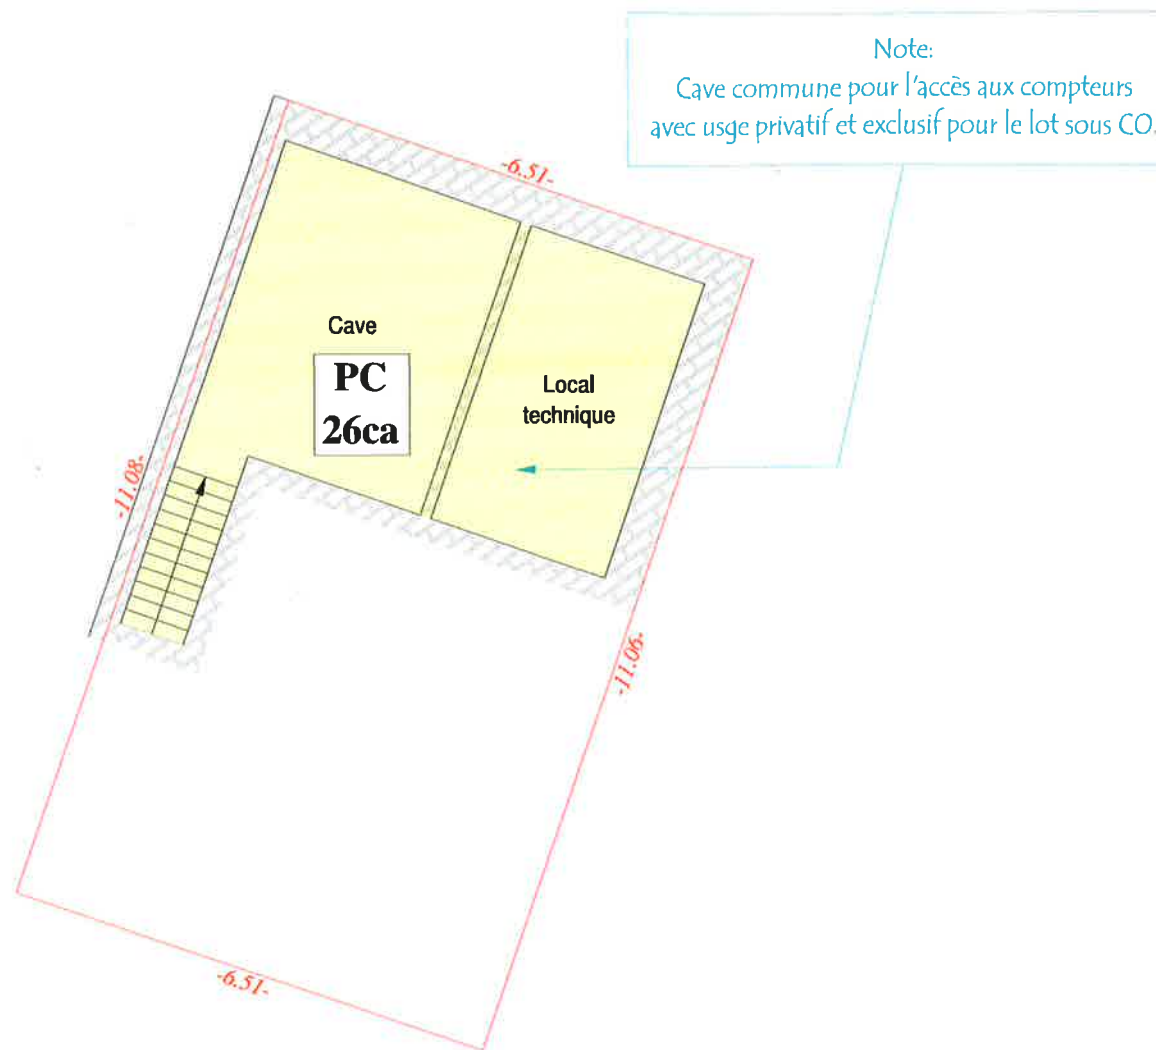 Note:
Cave commune pour l'accès aux compteurs
avec usge privatif et exclusif pour le lot sous CO.
-6.51-
Cave
PC
26ca
Local
technique
-11.08-
-11.06-
-6.51-